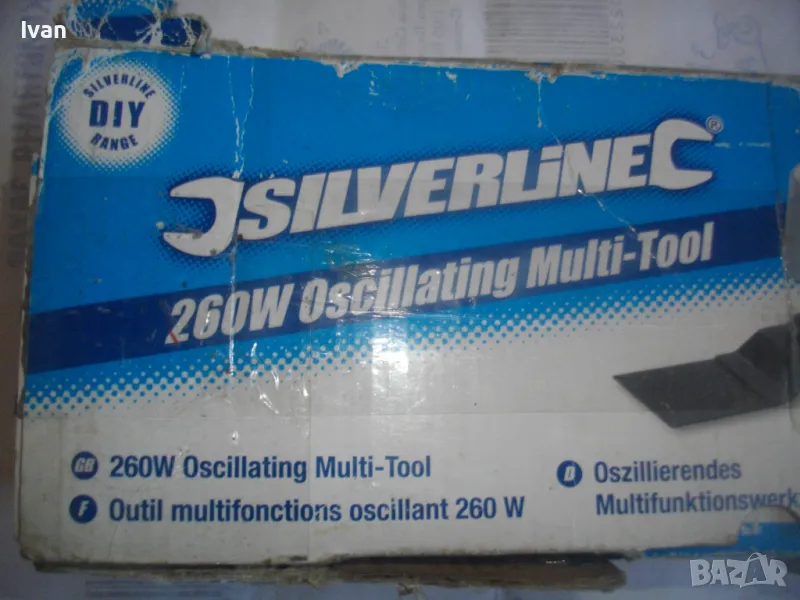 Ivan
SILVERLINE
DIY
RANGE
SILVERLINE®
260W Oscillating Multi-Tool
GB 260W Oscillating Multi-Tool
F Outil multifonctions oscillant 260 W
D Oszillierendes
Multifunktionswerk
BAZAR